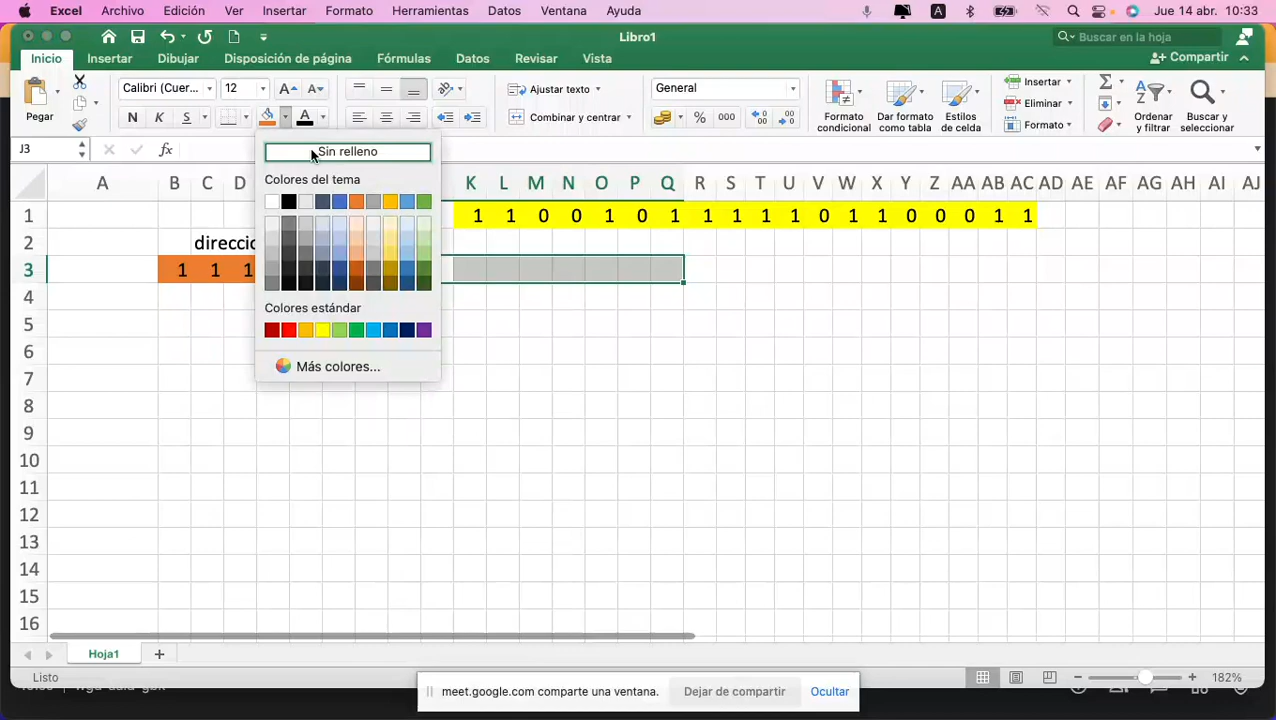 Excel Archivo Edición Ver Insertar Formato Herramientas Datos Ventana Ayuda A Jue 14 abr. 10:33
Libro1 Buscar en la hoja
Inicio Insertar Dibujar Disposición de página Fórmulas Datos Revisar Vista Compartir
Calibri (Cuer... 12 A A ab Ajustar texto General Insertar
Pegar N K S A Combinar y centrar Eliminar
Formato condicional Dar formato como tabla Estilos de celda Formato Ordenar y filtrar Buscar y seleccionar
J3 fx
Sin relleno
A B C D K L M N O P Q R S T U V W X Y Z AA AB AC AD AE AF AG AH AI AJ
Colores del tema
1 1 1 0 0 1 0 1 1 1 1 1 0 1 1 0 0 0 1 1
2 direccio
3 1 1 1
4
Colores estándar
5
6
Más colores...
7
8
9
10
11
12
13
14
15
16
Hoja1 +
Listo 182%
meet.google.com comparte una ventana. Dejar de compartir Ocultar